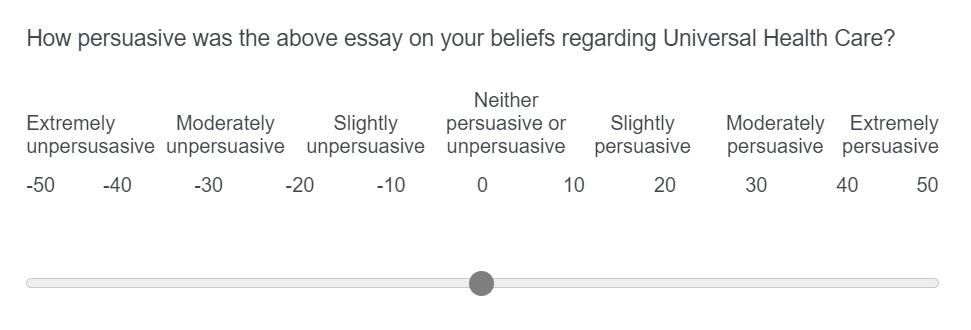 How persuasive was the above essay on your beliefs regarding Universal Health Care?
Neither
Extremely Moderately Slightly persuasive or Slightly Moderately Extremely
unpersusasive unpersuasive unpersuasive unpersuasive persuasive persuasive persuasive
-50 -40 -30 -20 -10 0 10 20 30 40 50